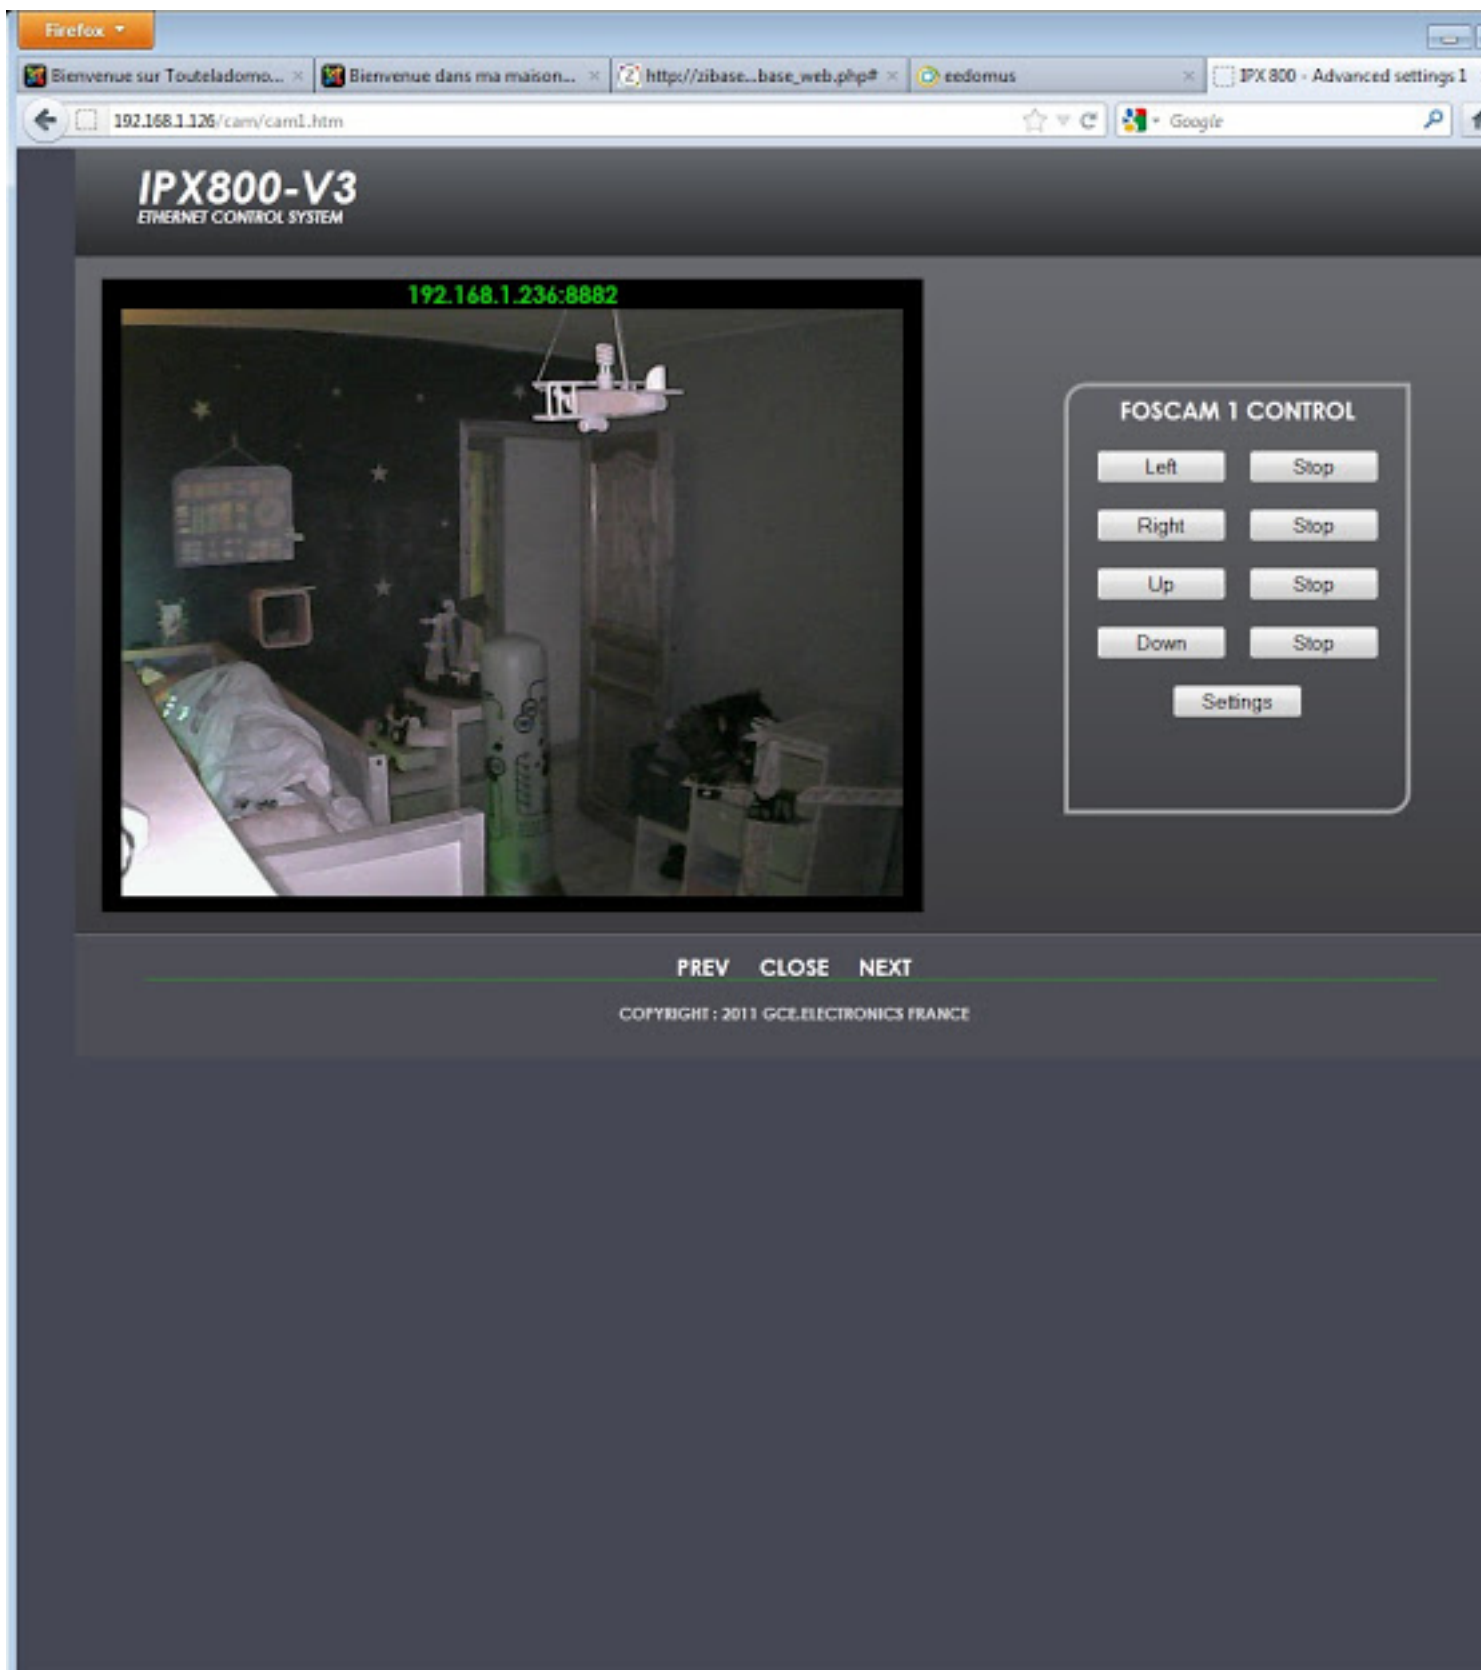 Firefox
Bienvenue sur Touteladomo...
Bienvenue dans ma maison...
http://zibase...base_web.php#
eedomus
IPX 800 - Advanced settings 1
192.168.1.126/cam/cam1.htm
Google
IPX800-V3
ETHERNET CONTROL SYSTEM
192.168.1.236:8882
FOSCAM 1 CONTROL
Left Stop
Right Stop
Up Stop
Down Stop
Settings
PREV CLOSE NEXT
COPYRIGHT : 2011 GCE.ELECTRONICS FRANCE